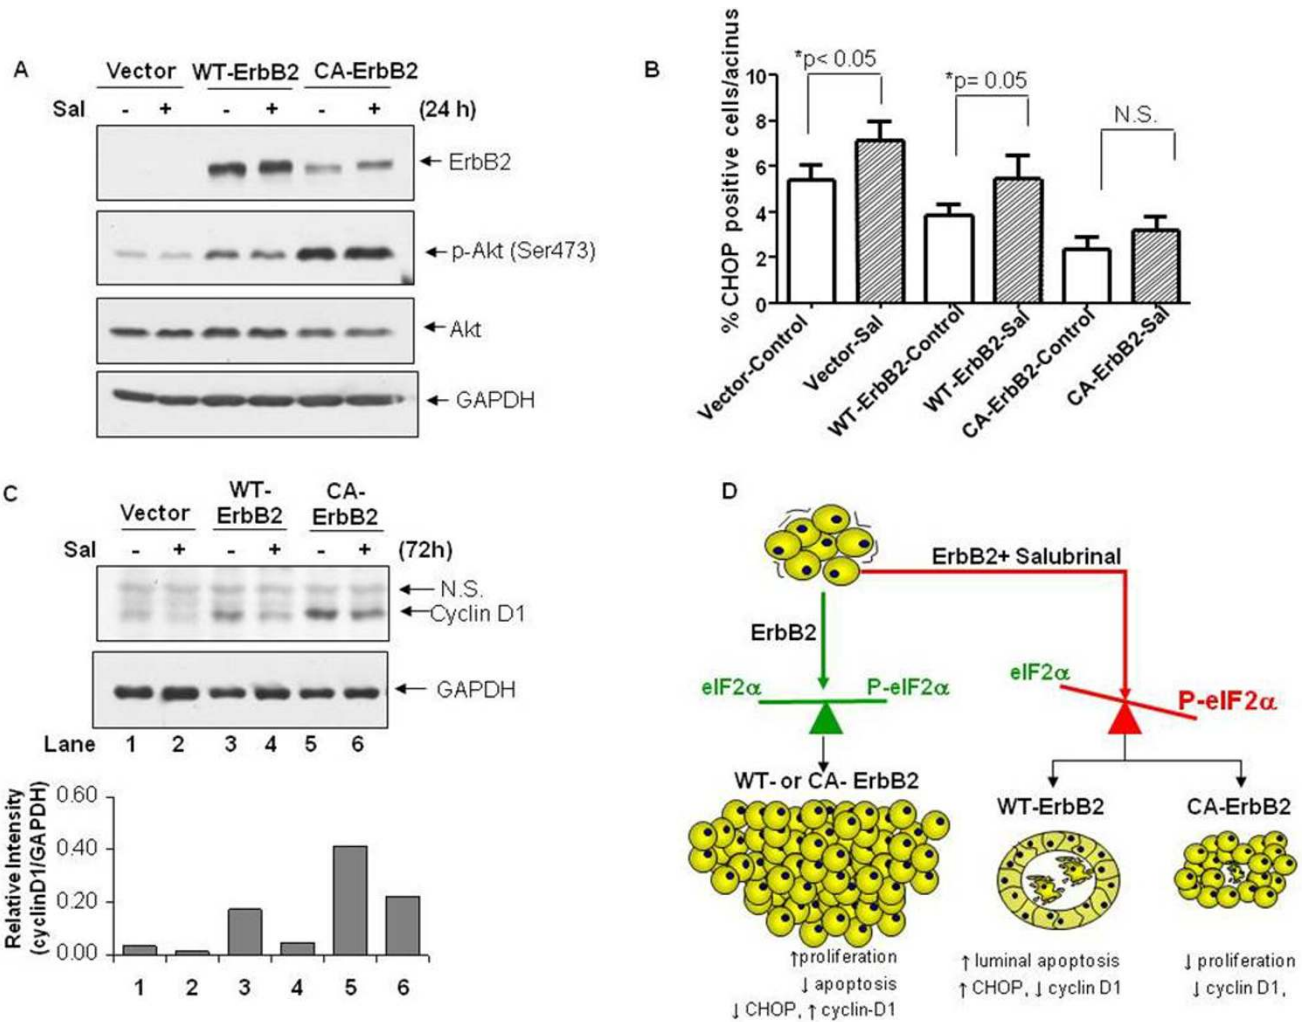 A
Vector WT-ErbB2 CA-ErbB2
Sal - + - + - + (24 h)
ErbB2
p-Akt (Ser473)
Akt
GAPDH
B
% CHOP positive cells/acinus
10
8
6
4
2
0
*p< 0.05
*p= 0.05
N.S.
Vector-Control
Vector-Sal
WT-ErbB2-Control
WT-ErbB2-Sal
CA-ErbB2-Control
CA-ErbB2-Sal
C
Vector
WT-
ErbB2
CA-
ErbB2
Sal - + - + - + (72h)
N.S.
Cyclin D1
GAPDH
Lane 1 2 3 4 5 6
Relative Intensity
(cyclinD1/GAPDH)
0.60
0.40
0.20
0.00
1 2 3 4 5 6
D
ErbB2+ Salubrinal
ErbB2
eIF2α P-eIF2α
eIF2α
P-eIF2α
WT- or CA- ErbB2
↑proliferation
↓ apoptosis
↓ CHOP, ↑ cyclin-D1
WT-ErbB2
↑ luminal apoptosis
↑ CHOP, ↓ cyclin D1
CA-ErbB2
↓ proliferation
↓ cyclin D1,